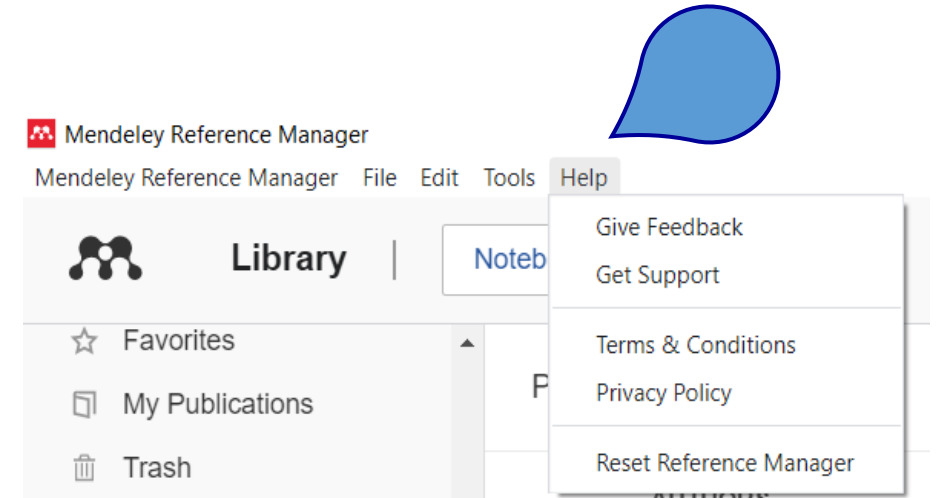 Mendeley Reference Manager
Mendeley Reference Manager File Edit Tools Help
Library | Noteb
Give Feedback
Get Support
Terms & Conditions
Privacy Policy
Reset Reference Manager
Favorites
My Publications
Trash
P